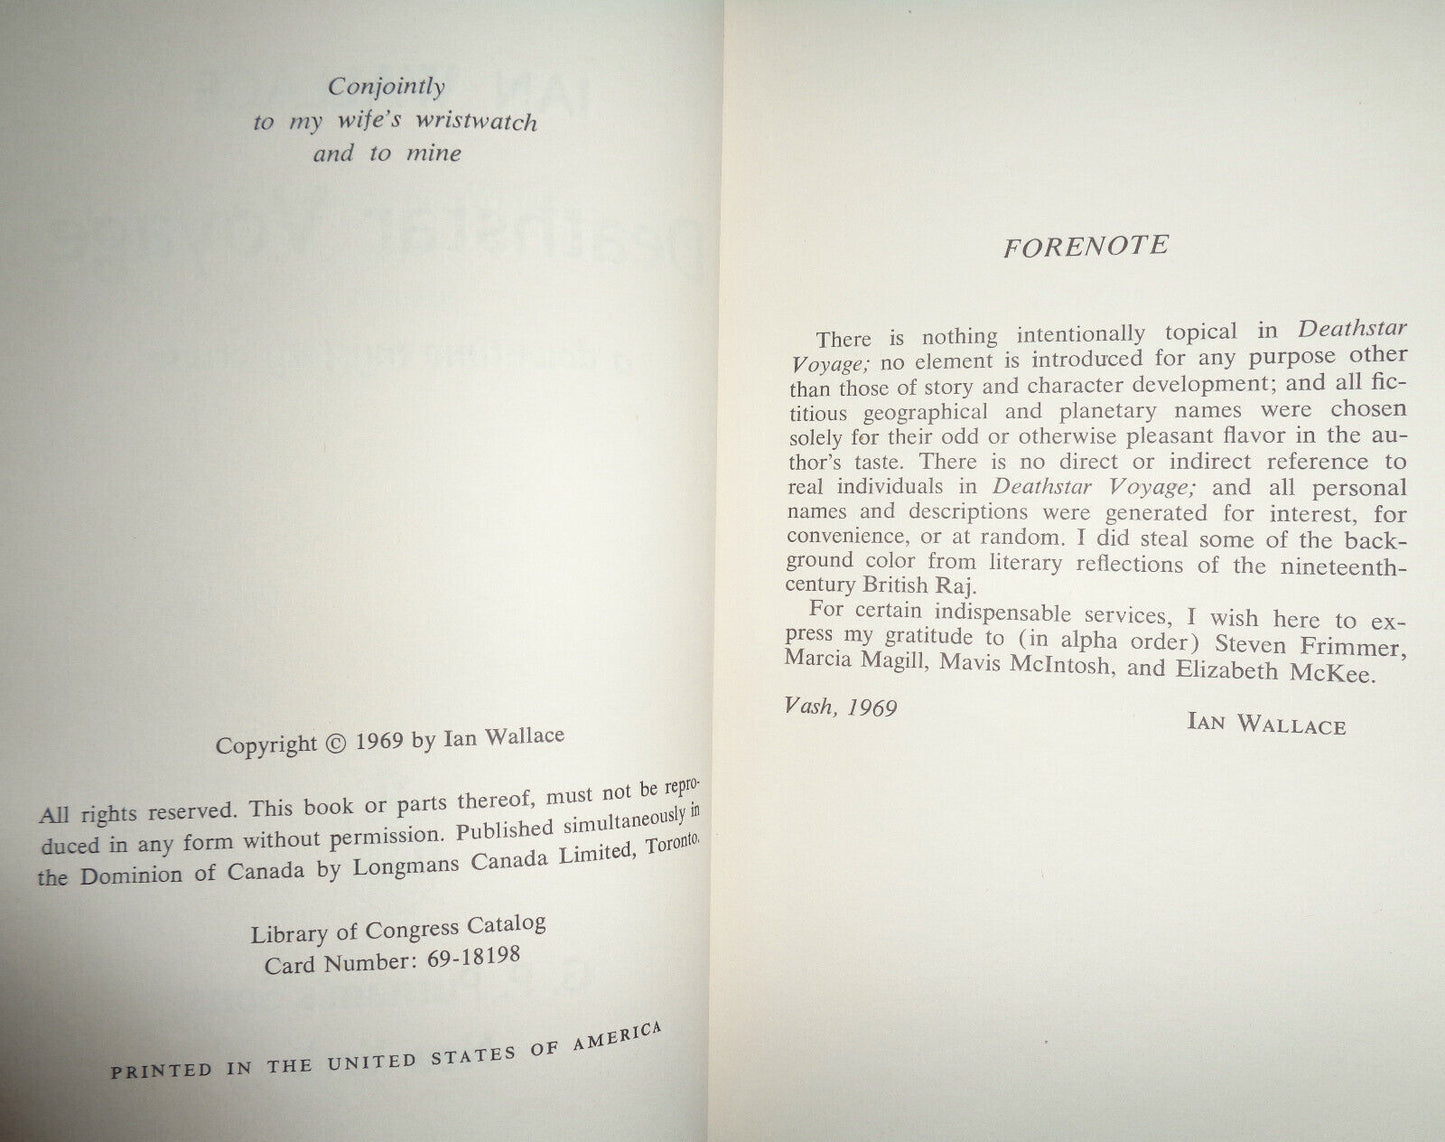 Conjointly
to my wife's wristwatch
and to mine
Copyright © 1969 by Ian Wallace
All rights reserved. This book or parts thereof, must not be repro-
duced in any form without permission. Published simultaneously in
the Dominion of Canada by Longmans Canada Limited, Toronto.
Library of Congress Catalog
Card Number: 69-18198
PRINTED IN THE UNITED STATES OF AMERICA
FORENOTE
There is nothing intentionally topical in Deathstar
Voyage; no element is introduced for any purpose other
than those of story and character development; and all fic-
titious geographical and planetary names were chosen
solely for their odd or otherwise pleasant flavor in the au-
thor's taste. There is no direct or indirect reference to
real individuals in Deathstar Voyage; and all personal
names and descriptions were generated for interest, for
convenience, or at random. I did steal some of the back-
ground color from literary reflections of the nineteenth-
century British Raj.
For certain indispensable services, I wish here to ex-
press my gratitude to (in alpha order) Steven Frimmer,
Marcia Magill, Mavis McIntosh, and Elizabeth McKee.
Vash, 1969
IAN WALLACE